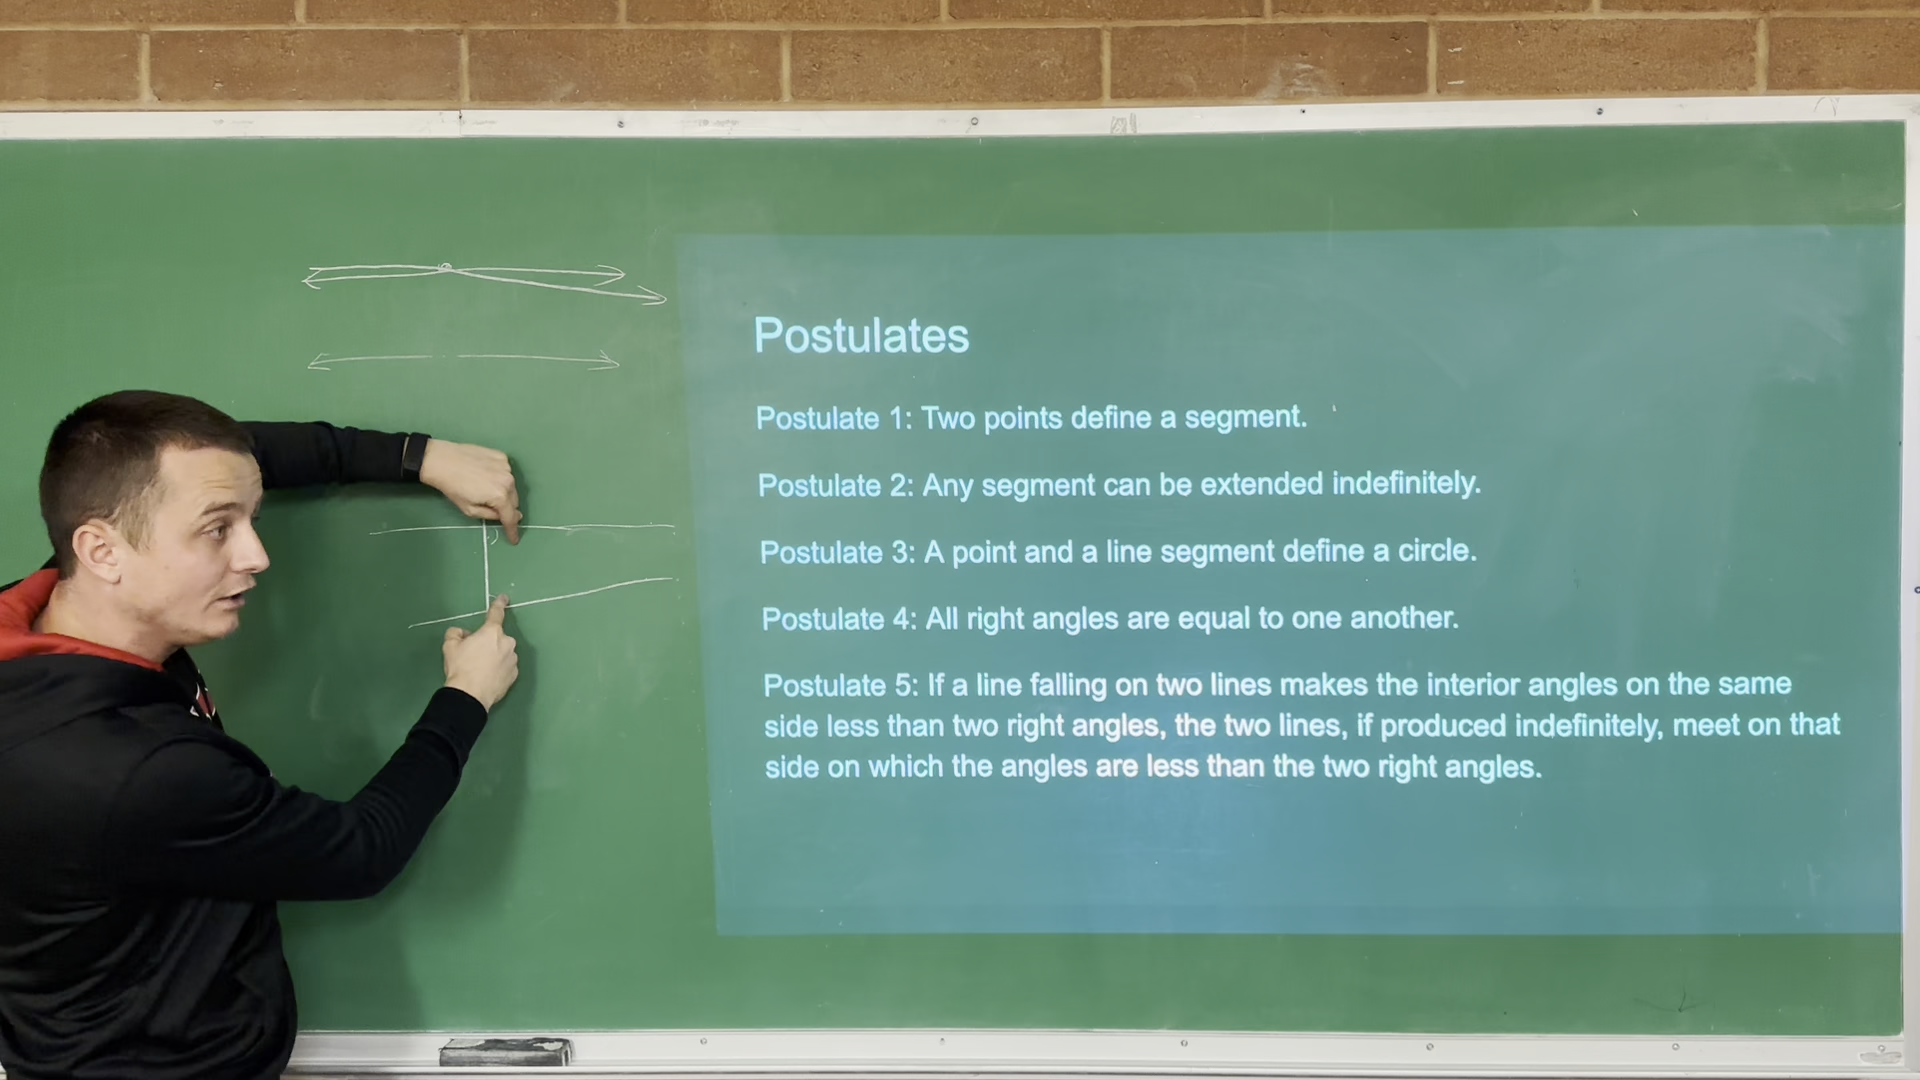 Postulates
Postulate 1: Two points define a segment.
Postulate 2: Any segment can be extended indefinitely.
Postulate 3: A point and a line segment define a circle.
Postulate 4: All right angles are equal to one another.
Postulate 5: If a line falling on two lines makes the interior angles on the same
side less than two right angles, the two lines, if produced indefinitely, meet on that
side on which the angles are less than the two right angles.